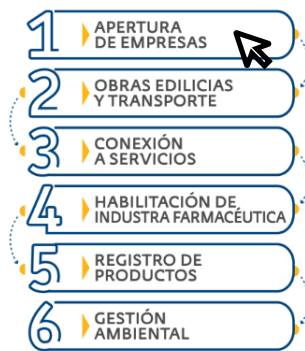 1 APERTURA
DE EMPRESAS
2 OBRAS EDILICIAS
Y TRANSPORTE
3 CONEXIÓN
A SERVICIOS
4 HABILITACIÓN DE
INDUSTRA FARMACÉUTICA
5 REGISTRO DE
PRODUCTOS
6 GESTIÓN
AMBIENTAL